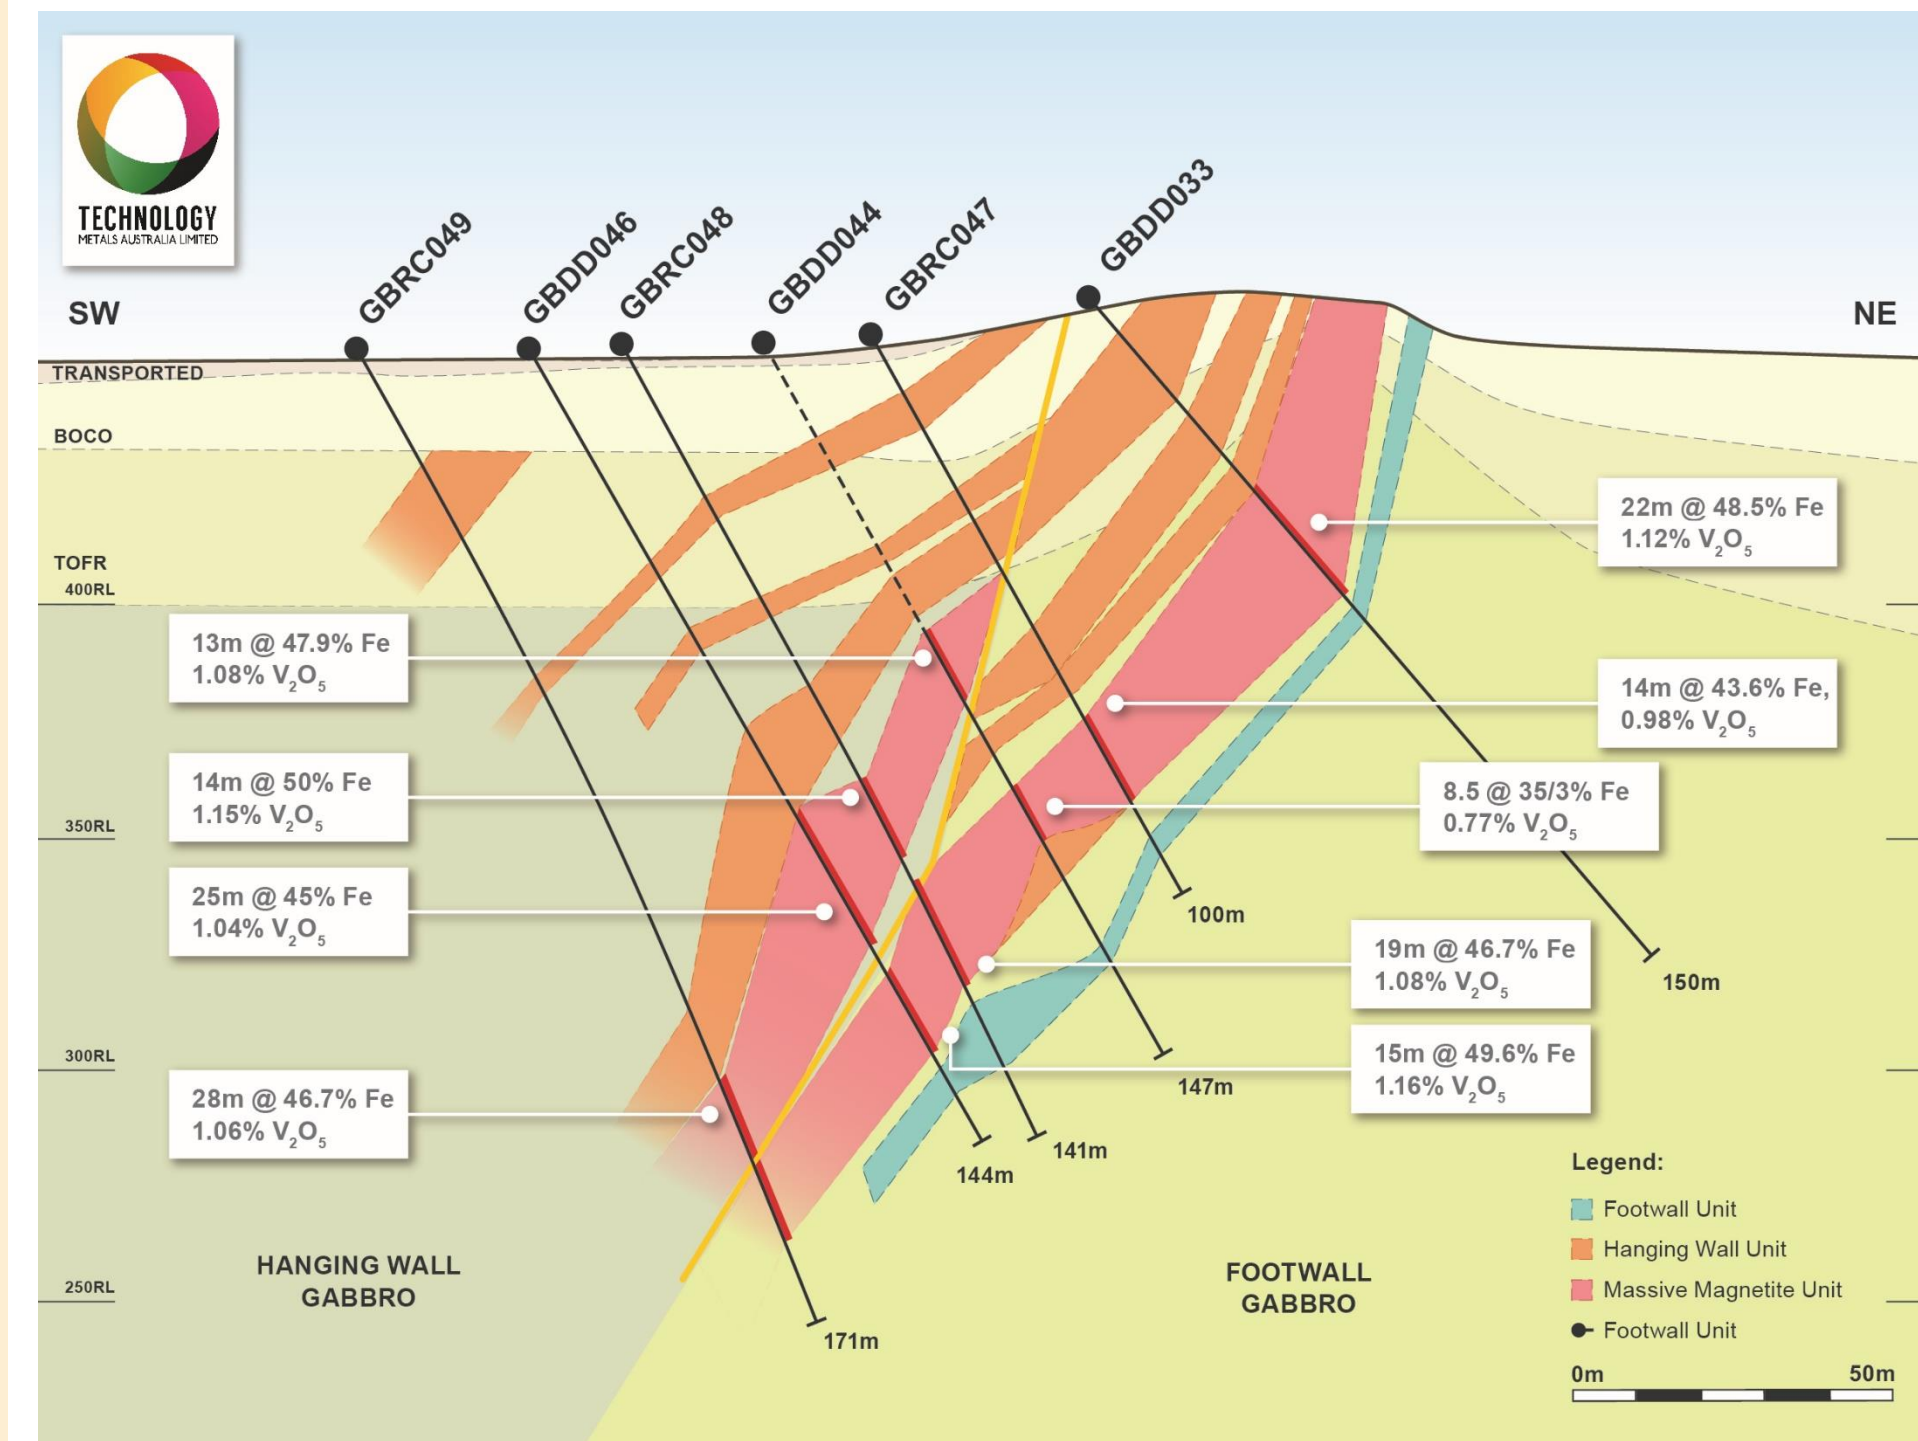 TECHNOLOGY
METALS AUSTRALIA LIMITED
SW
GBRC049
GBDD046
GBRC048
GBDD044
GBRC047
GBDD033
NE
TRANSPORTED
BOCO
TOFR
400RL
22m @ 48.5% Fe
1.12% V₂O₅
13m @ 47.9% Fe
1.08% V₂O₅
14m @ 43.6% Fe,
0.98% V₂O₅
14m @ 50% Fe
1.15% V₂O₅
8.5 @ 35/3% Fe
0.77% V₂O₅
350RL
25m @ 45% Fe
1.04% V₂O₅
100m
19m @ 46.7% Fe
1.08% V₂O₅
150m
15m @ 49.6% Fe
1.16% V₂O₅
300RL
28m @ 46.7% Fe
1.06% V₂O₅
147m
141m
144m
Legend:
Footwall Unit
Hanging Wall Unit
Massive Magnetite Unit
Footwall Unit
HANGING WALL
GABBRO
FOOTWALL
GABBRO
250RL
171m
0m 50m